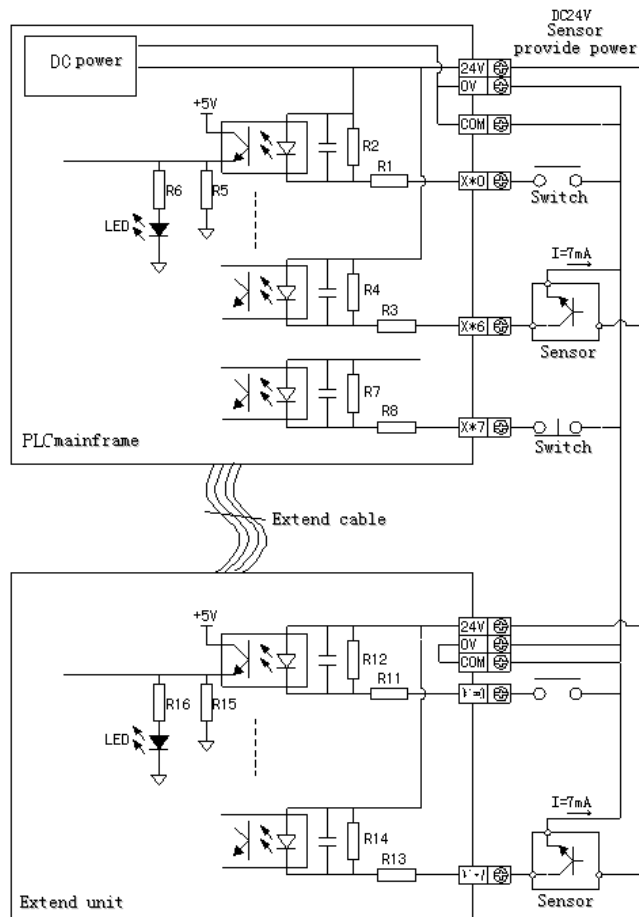 DC24V
Sensor
provide power
DC power
24V
0V
COM
+5V
R2
R1
X*0
R6
R5
LED
Switch
I=7mA
R4
R3
X*6
Sensor
R7
R8
X*7
PLCmainframe
Switch
Extend cable
+5V
24V
0V
COM
R12
R11
R16
R15
LED
I=7mA
R14
R13
Extend unit
Sensor